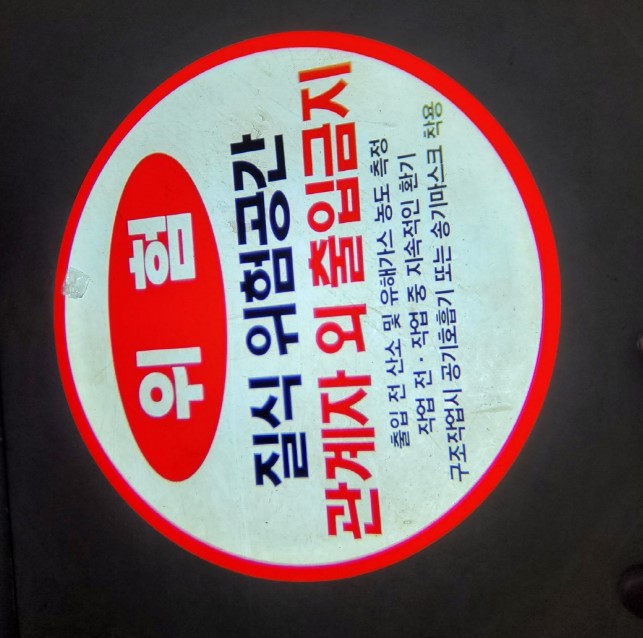 위 험
질식 위험공간
관계자 외 출입금지
출입 전 산소 및 유해가스 농도 측정
작업 전 · 작업 중 지속적인 환기
구조작업시 공기호흡기 또는 송기마스크 착용